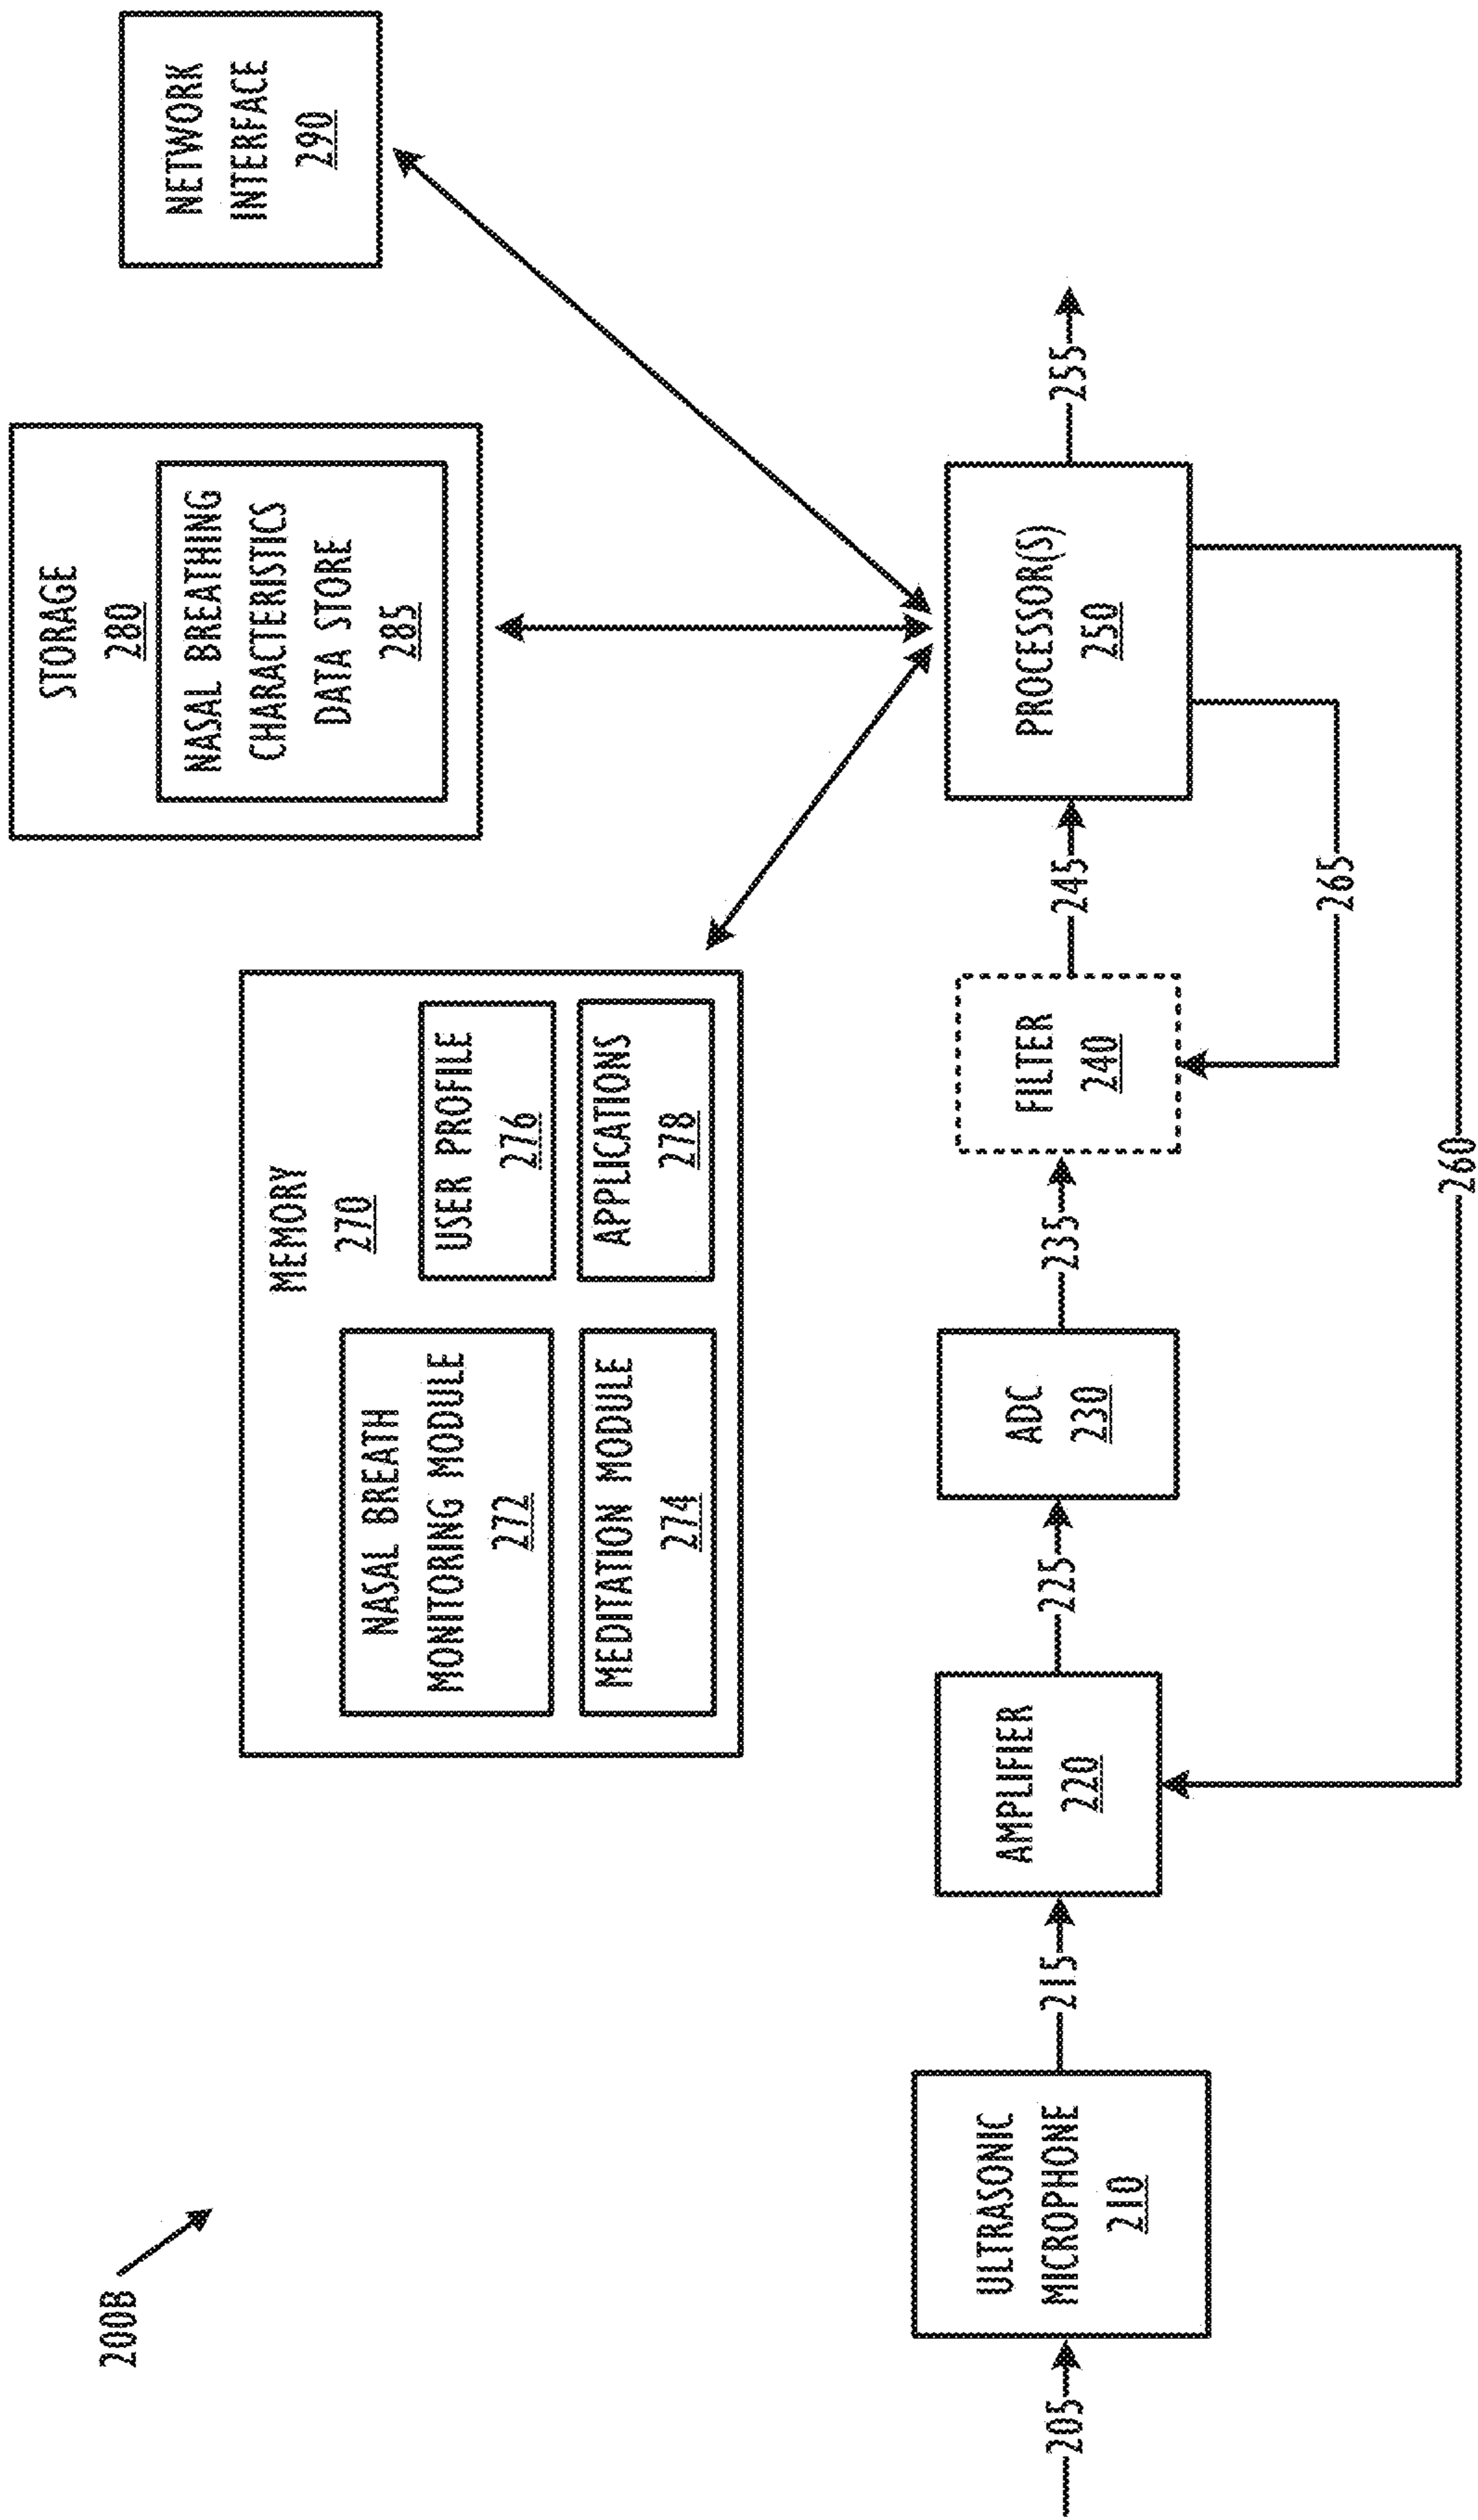 200B
STORAGE
280
NASAL BREATHING
CHARACTERISTICS
DATA STORE
285
NETWORK
INTERFACE
290
MEMORY
270
NASAL BREATH
MONITORING MODULE
272
USER PROFILE
276
MEDITATION MODULE
274
APPLICATIONS
278
205
ULTRASONIC
MICROPHONE
210
215
AMPLIFIER
220
225
ADC
230
235
FILTER
240
245
PROCESSOR(S)
250
255
265
260